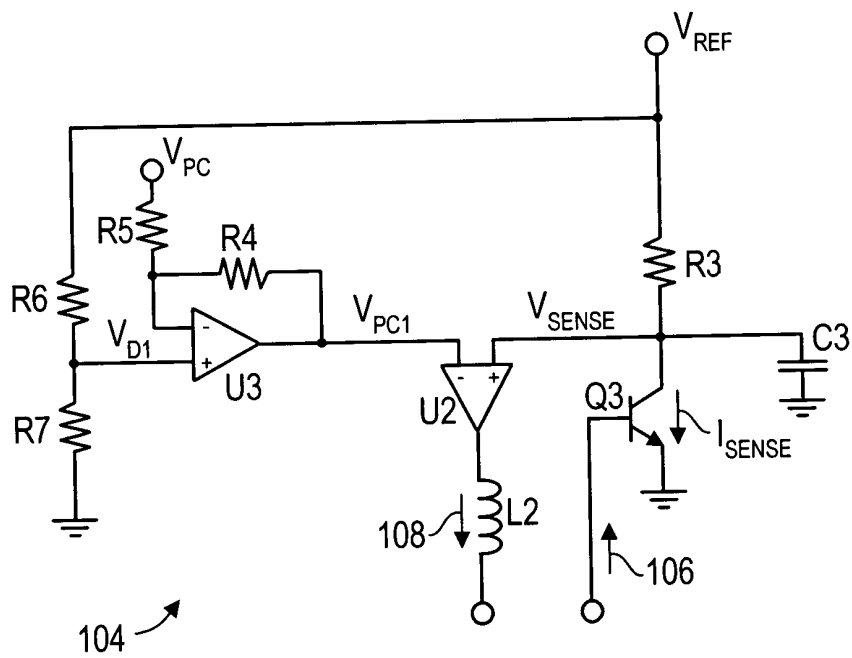 V_REF
V_PC
R5
R4
R3
R6
V_D1
-
+
U3
V_PC1
V_SENSE
C3
-
+
U2
Q3
I_SENSE
R7
108
L2
106
104